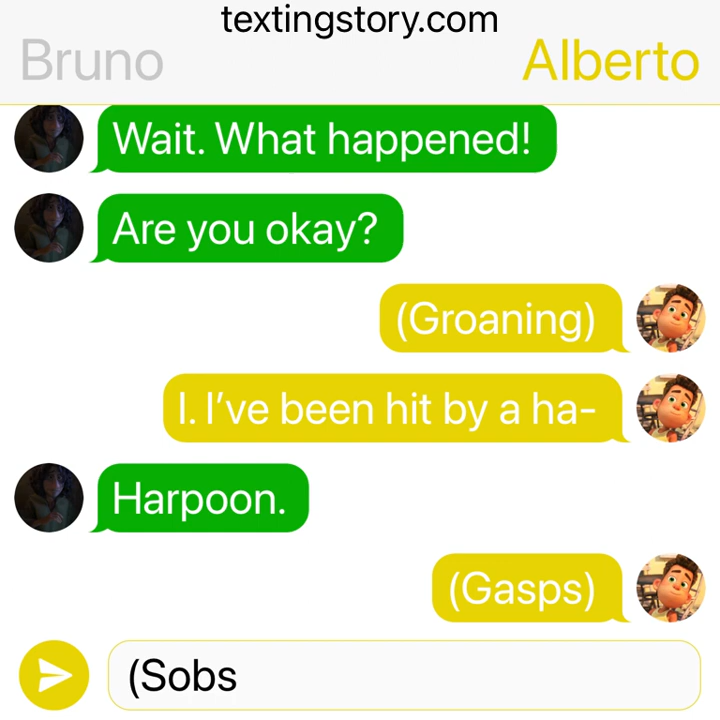 textingstory.com
Bruno
Alberto
Wait. What happened!
Are you okay?
(Groaning)
I. I’ve been hit by a ha-
Harpoon.
(Gasps)
(Sobs